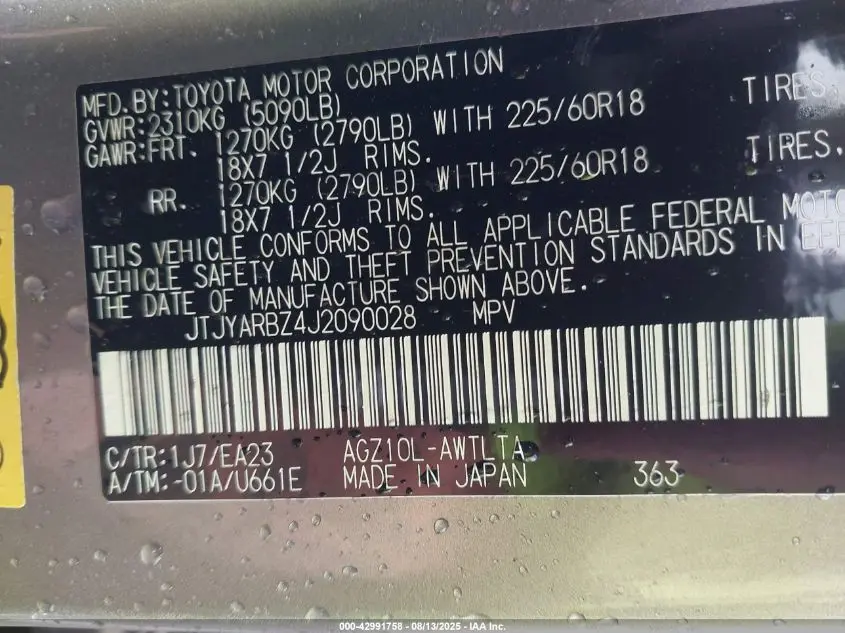 MFD.BY:TOYOTA MOTOR CORPORATION
GVWR:2310KG (5090LB)
GAWR:FRT. 1270KG (2790LB) WITH 225/60R18 TIRES,
18X7 1/2J RIMS.
RR. 1270KG (2790LB) WITH 225/60R18 TIRES,
18X7 1/2J RIMS.
THIS VEHICLE CONFORMS TO ALL APPLICABLE FEDERAL MOTO
VEHICLE SAFETY AND THEFT PREVENTION STANDARDS IN EFF
THE DATE OF MANUFACTURE SHOWN ABOVE.
JTJYARBZ4J2090028 MPV
C/TR:1J7/EA23 AGZ10L-AWTLTA
A/TM:-01A/U661E MADE IN JAPAN 363
000-42991758 - 08/13/2025 - IAA Inc.